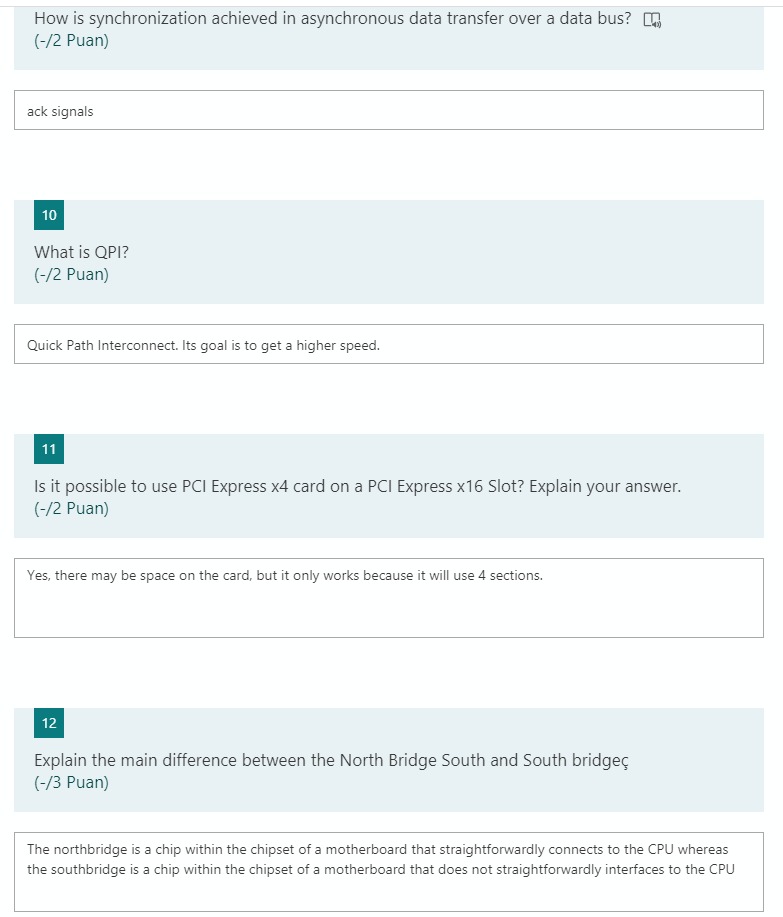 How is synchronization achieved in asynchronous data transfer over a data bus?
(-/2 Puan)
ack signals
10
What is QPI?
(-/2 Puan)
Quick Path Interconnect. Its goal is to get a higher speed.
11
Is it possible to use PCI Express x4 card on a PCI Express x16 Slot? Explain your answer.
(-/2 Puan)
Yes, there may be space on the card, but it only works because it will use 4 sections.
12
Explain the main difference between the North Bridge South and South bridgeç
(-/3 Puan)
The northbridge is a chip within the chipset of a motherboard that straightforwardly connects to the CPU whereas
the southbridge is a chip within the chipset of a motherboard that does not straightforwardly interfaces to the CPU